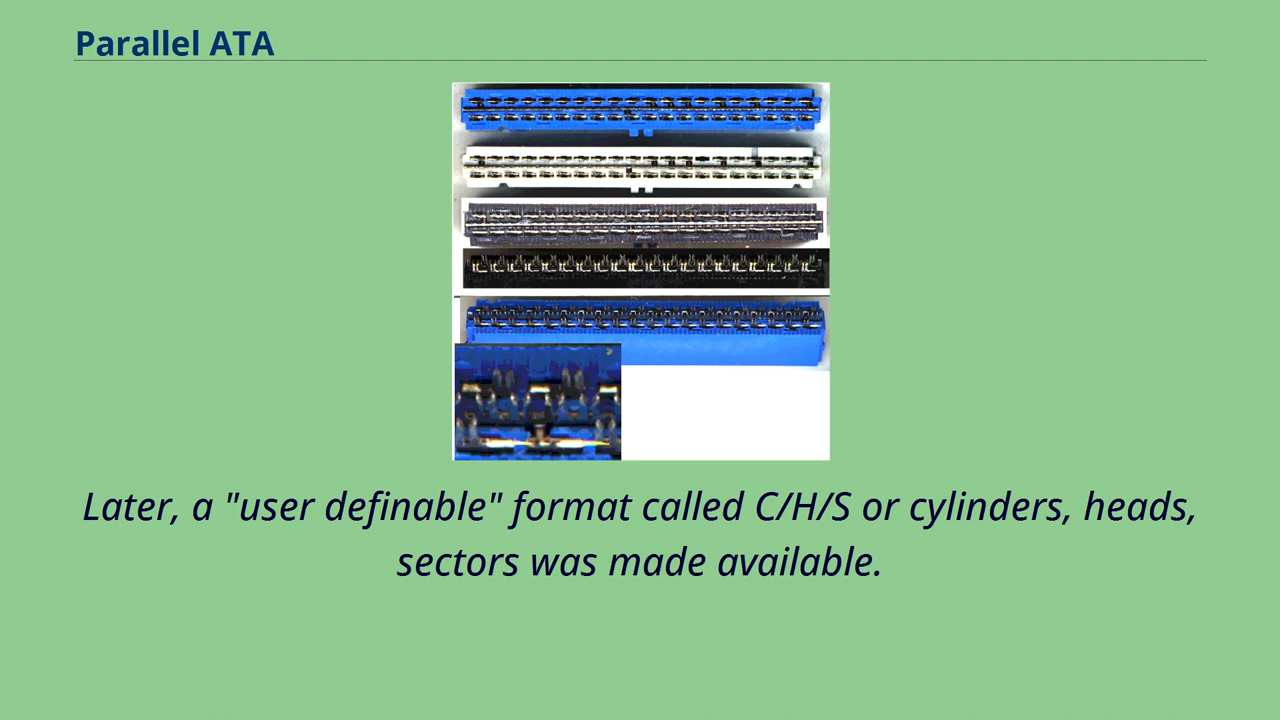 Parallel ATA
Later, a "user definable" format called C/H/S or cylinders, heads,
sectors was made available.